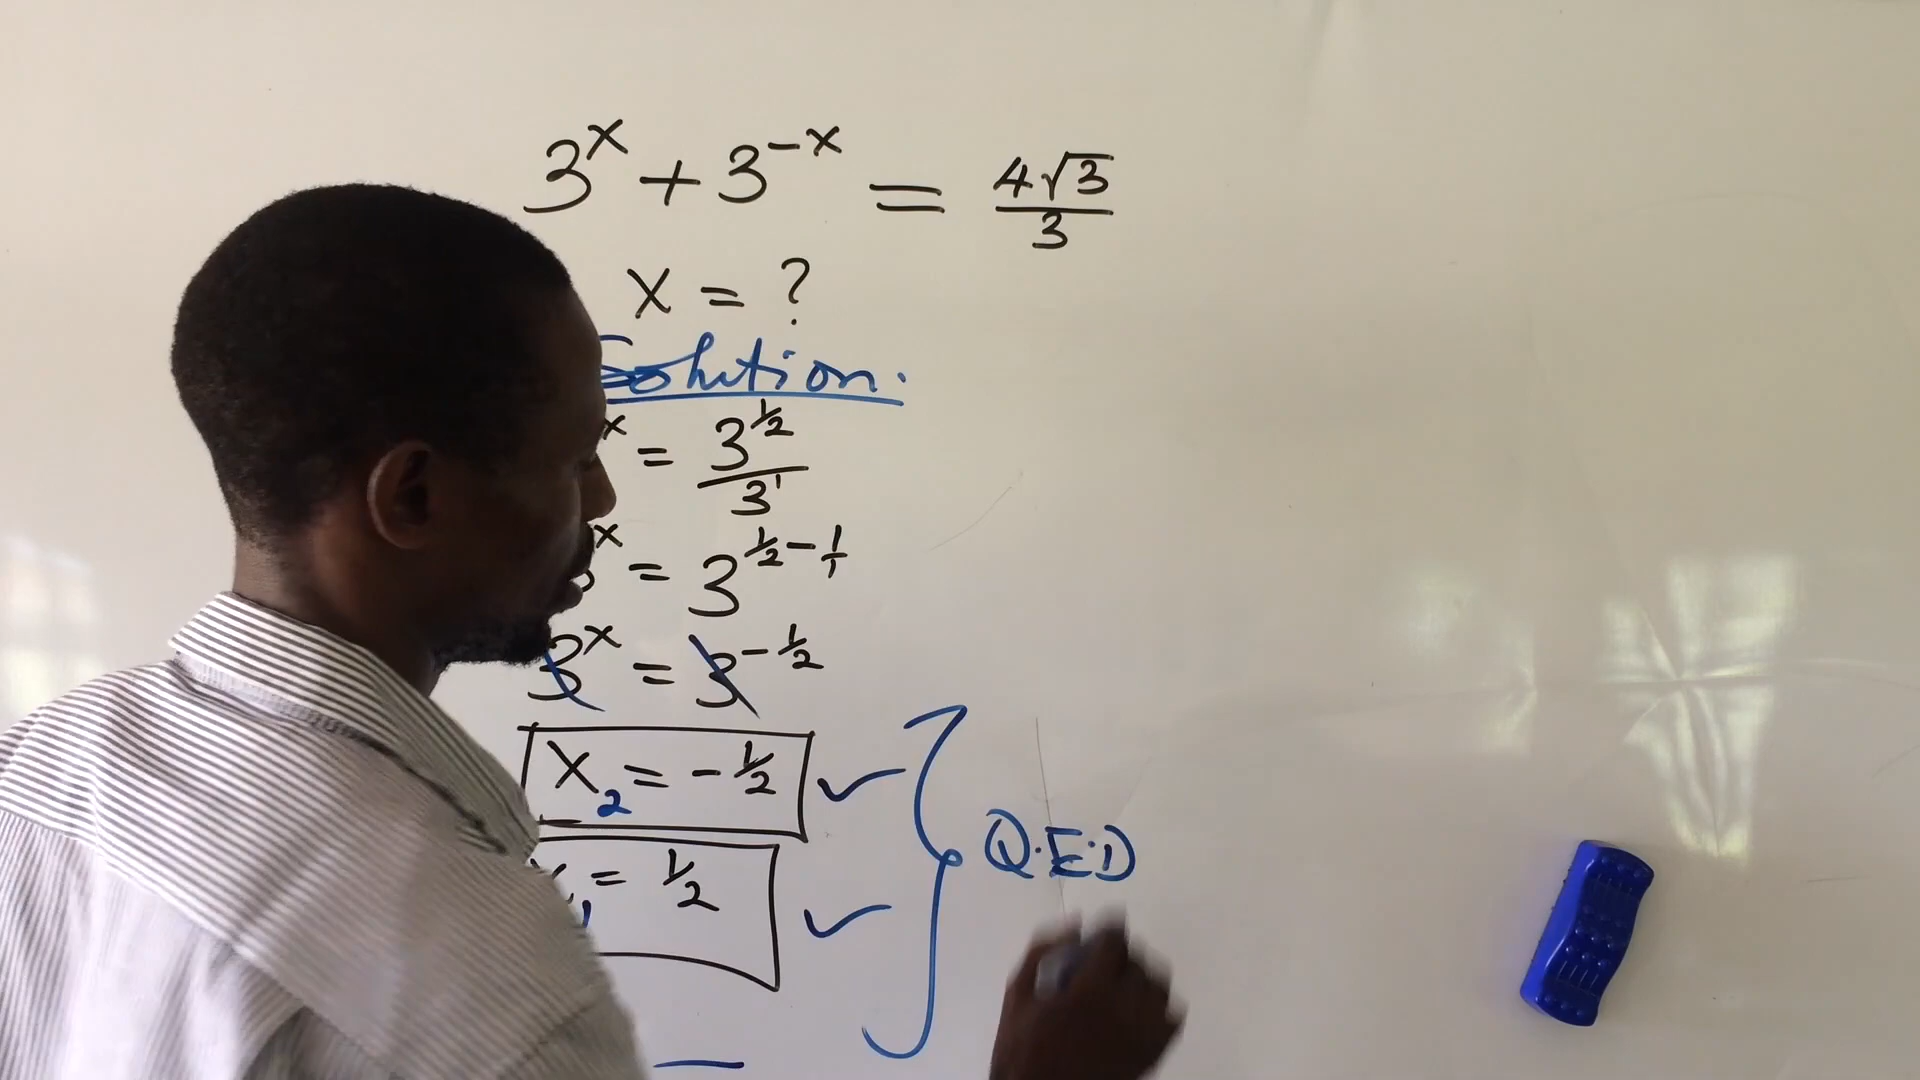 3^x + 3^-x = 4√3/3
x = ?
Solution.
x = 3^1/2 / 3^1
3^x = 3^1/2 - 1/1
3^x = 3^-1/2
x₂ = -1/2
x₁ = 1/2
Q.E.D